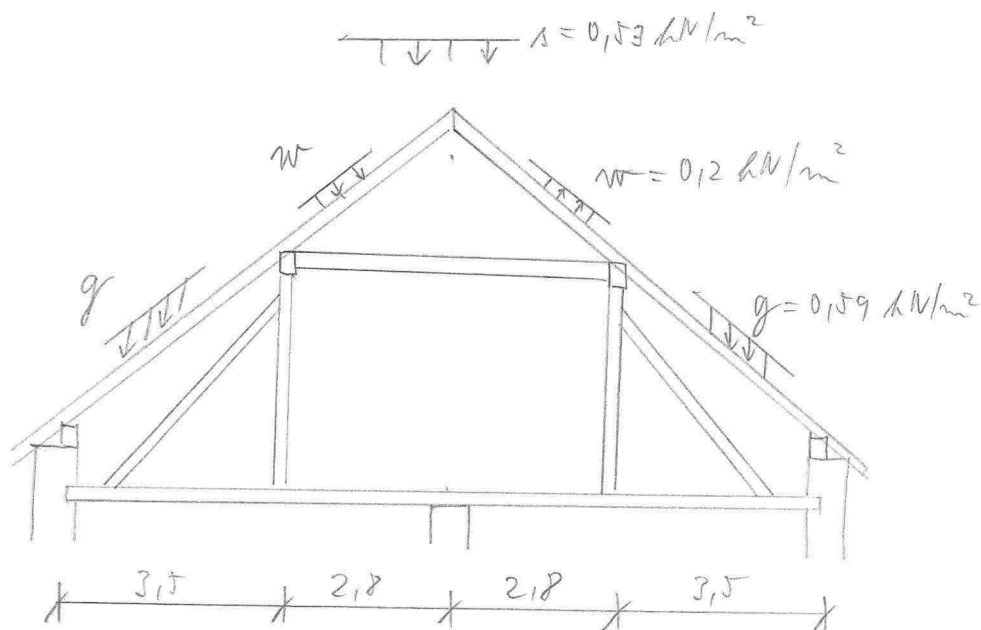 s = 0,53 kN/m²
w
w = 0,2 kN/m²
g
g = 0,59 kN/m²
3,5 2,8 2,8 3,5